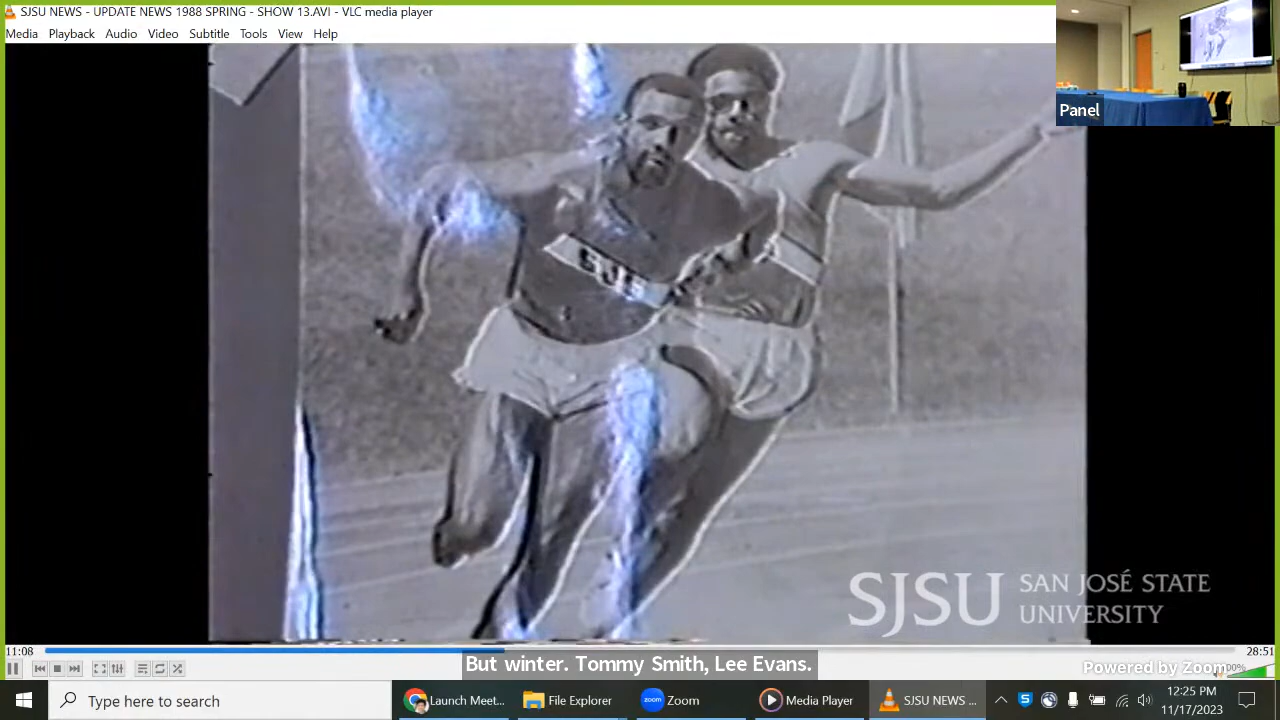 SJSU NEWS - UPDATE NEWS 1988 SPRING - SHOW 13.AVI - VLC media player
Media Playback Audio Video Subtitle Tools View Help
Panel
SJS
SJSU SAN JOSÉ STATE
UNIVERSITY
11:08
28:51
But winter. Tommy Smith, Lee Evans.
Powered by Zoom
Type here to search
Launch Meet...
File Explorer
zoom
Zoom
Media Player
SJSU NEWS ...
12:25 PM
11/17/2023